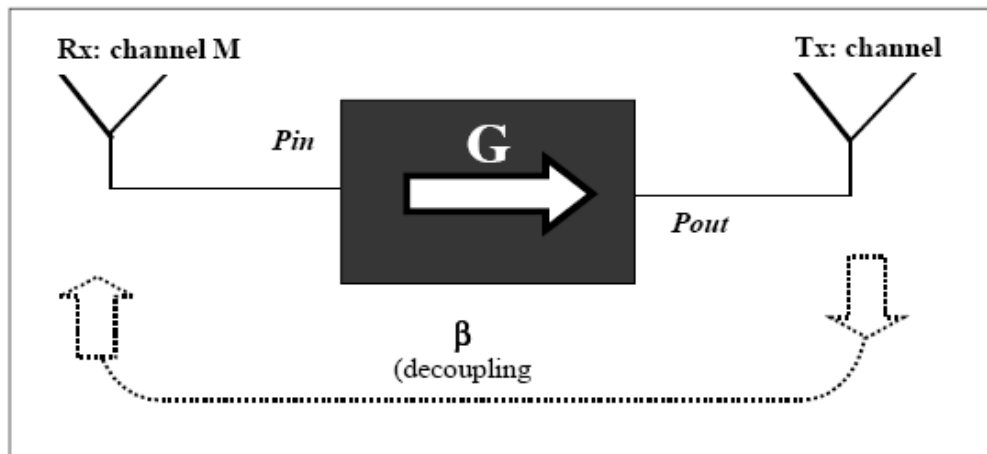 Rx: channel M
Tx: channel
Pin
G
Pout
β
(decoupling